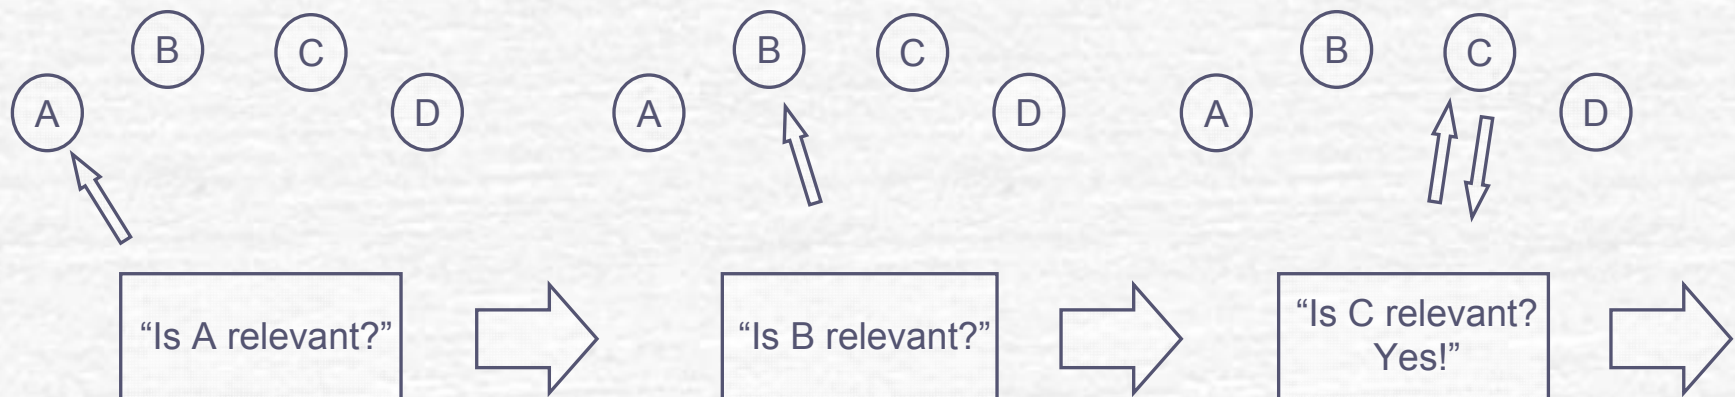 B
C
A
D
B
C
A
D
B
C
A
D
“Is A relevant?”
“Is B relevant?”
“Is C relevant?
Yes!”